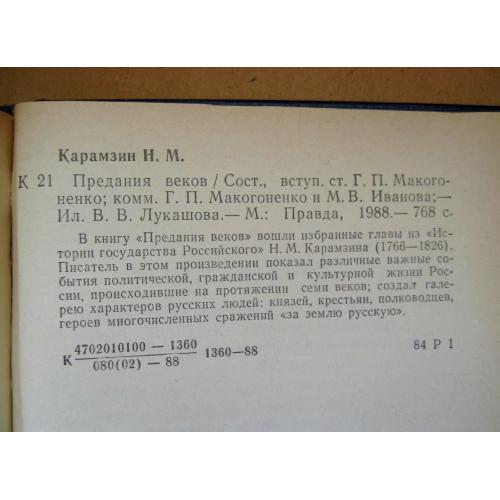 Карамзин Н. М.
К 21 Предания веков / Сост., вступ. ст. Г. П. Макого-
ненко; комм. Г. П. Макогоненко и М. В. Иванова;—
Ил. В. В. Лукашова.— М.: Правда, 1988.— 768 с.
В книгу «Предания веков» вошли избранные главы из «Ис-
тории государства Российского» Н. М. Карамзина (1766—1826).
Писатель в этом произведении показал различные важные со-
бытия политической, гражданской и культурной жизни Рос-
сии, происходившие на протяжении семи веков; создал гале-
рею характеров русских людей: князей, крестьян, полководцев,
героев многочисленных сражений «за землю русскую».
4702010100 — 1360
К 1360—88 84 Р 1
080(02) — 88